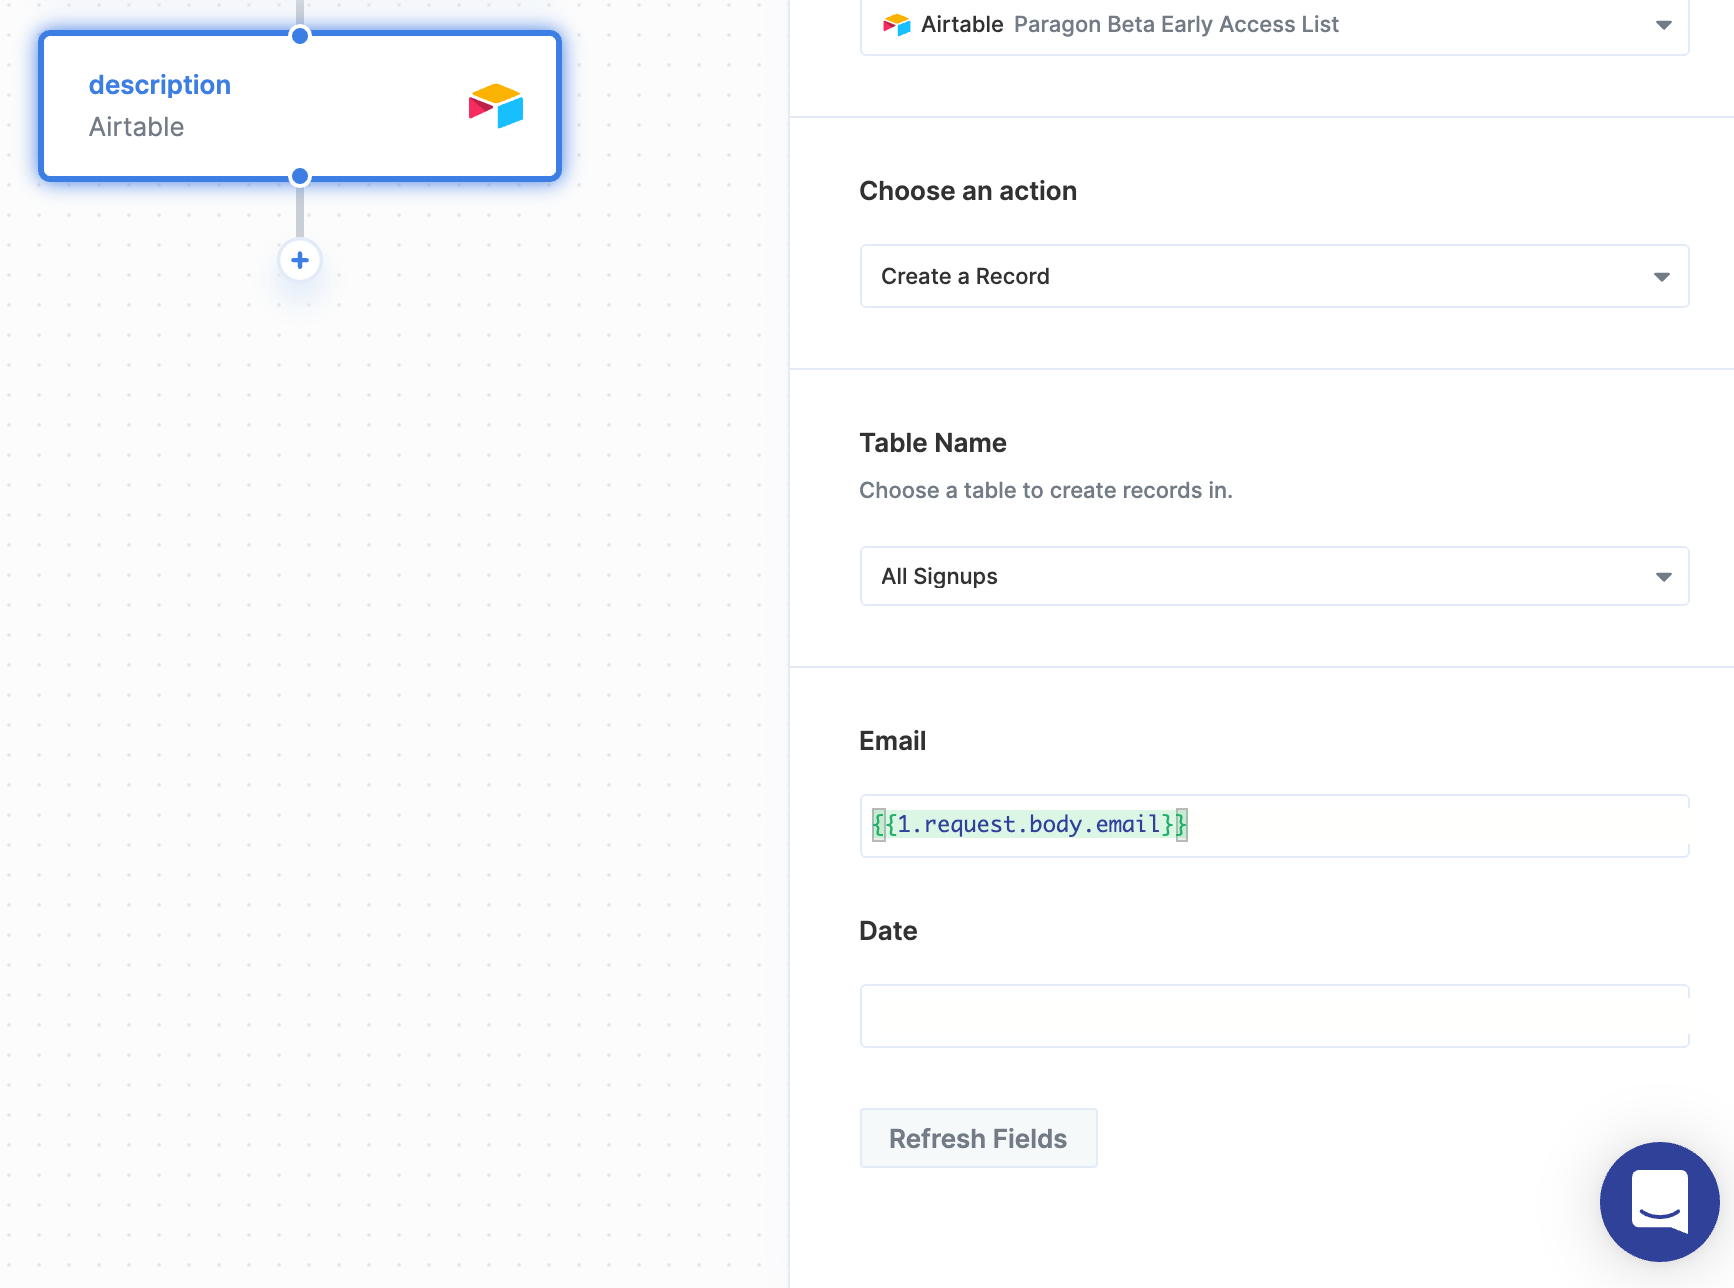 description
Airtable
Airtable Paragon Beta Early Access List
Choose an action
Create a Record
Table Name
Choose a table to create records in.
All Signups
Email
{{1.request.body.email}}
Date
Refresh Fields